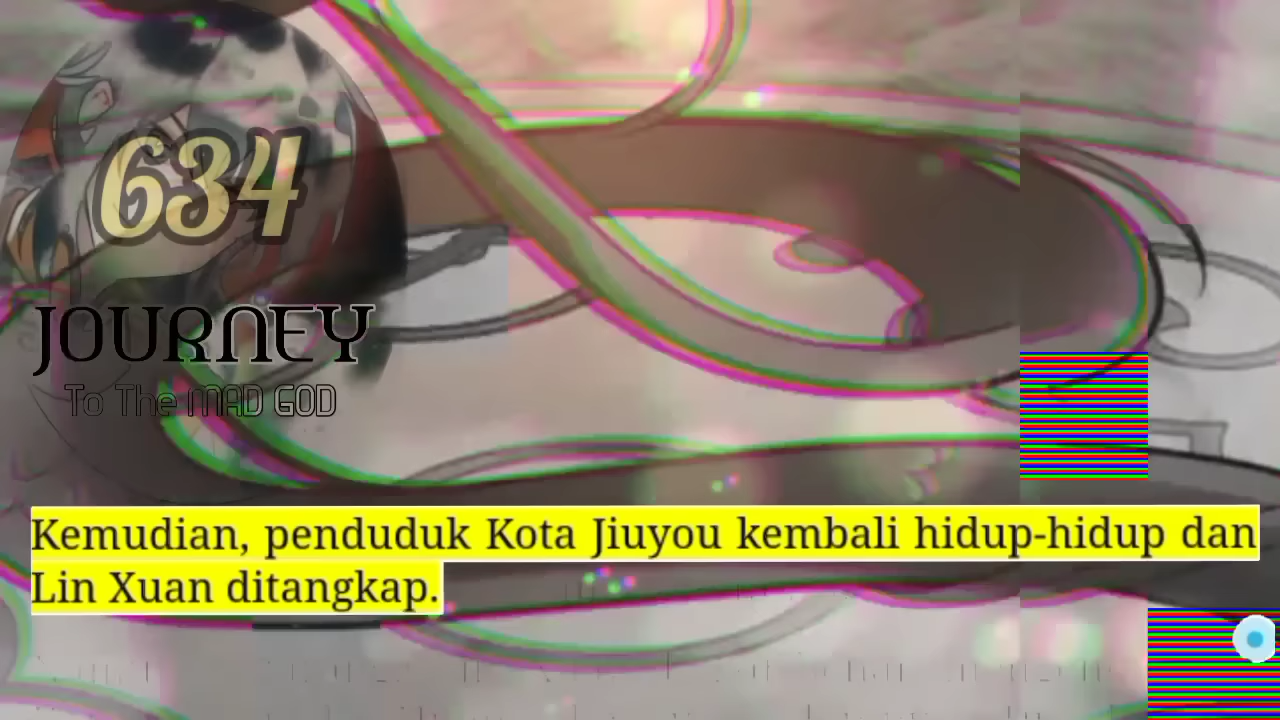 634
JOURNEY
To The MAD GOD
Kemudian, penduduk Kota Jiuyou kembali hidup-hidup dan
Lin Xuan ditangkap.